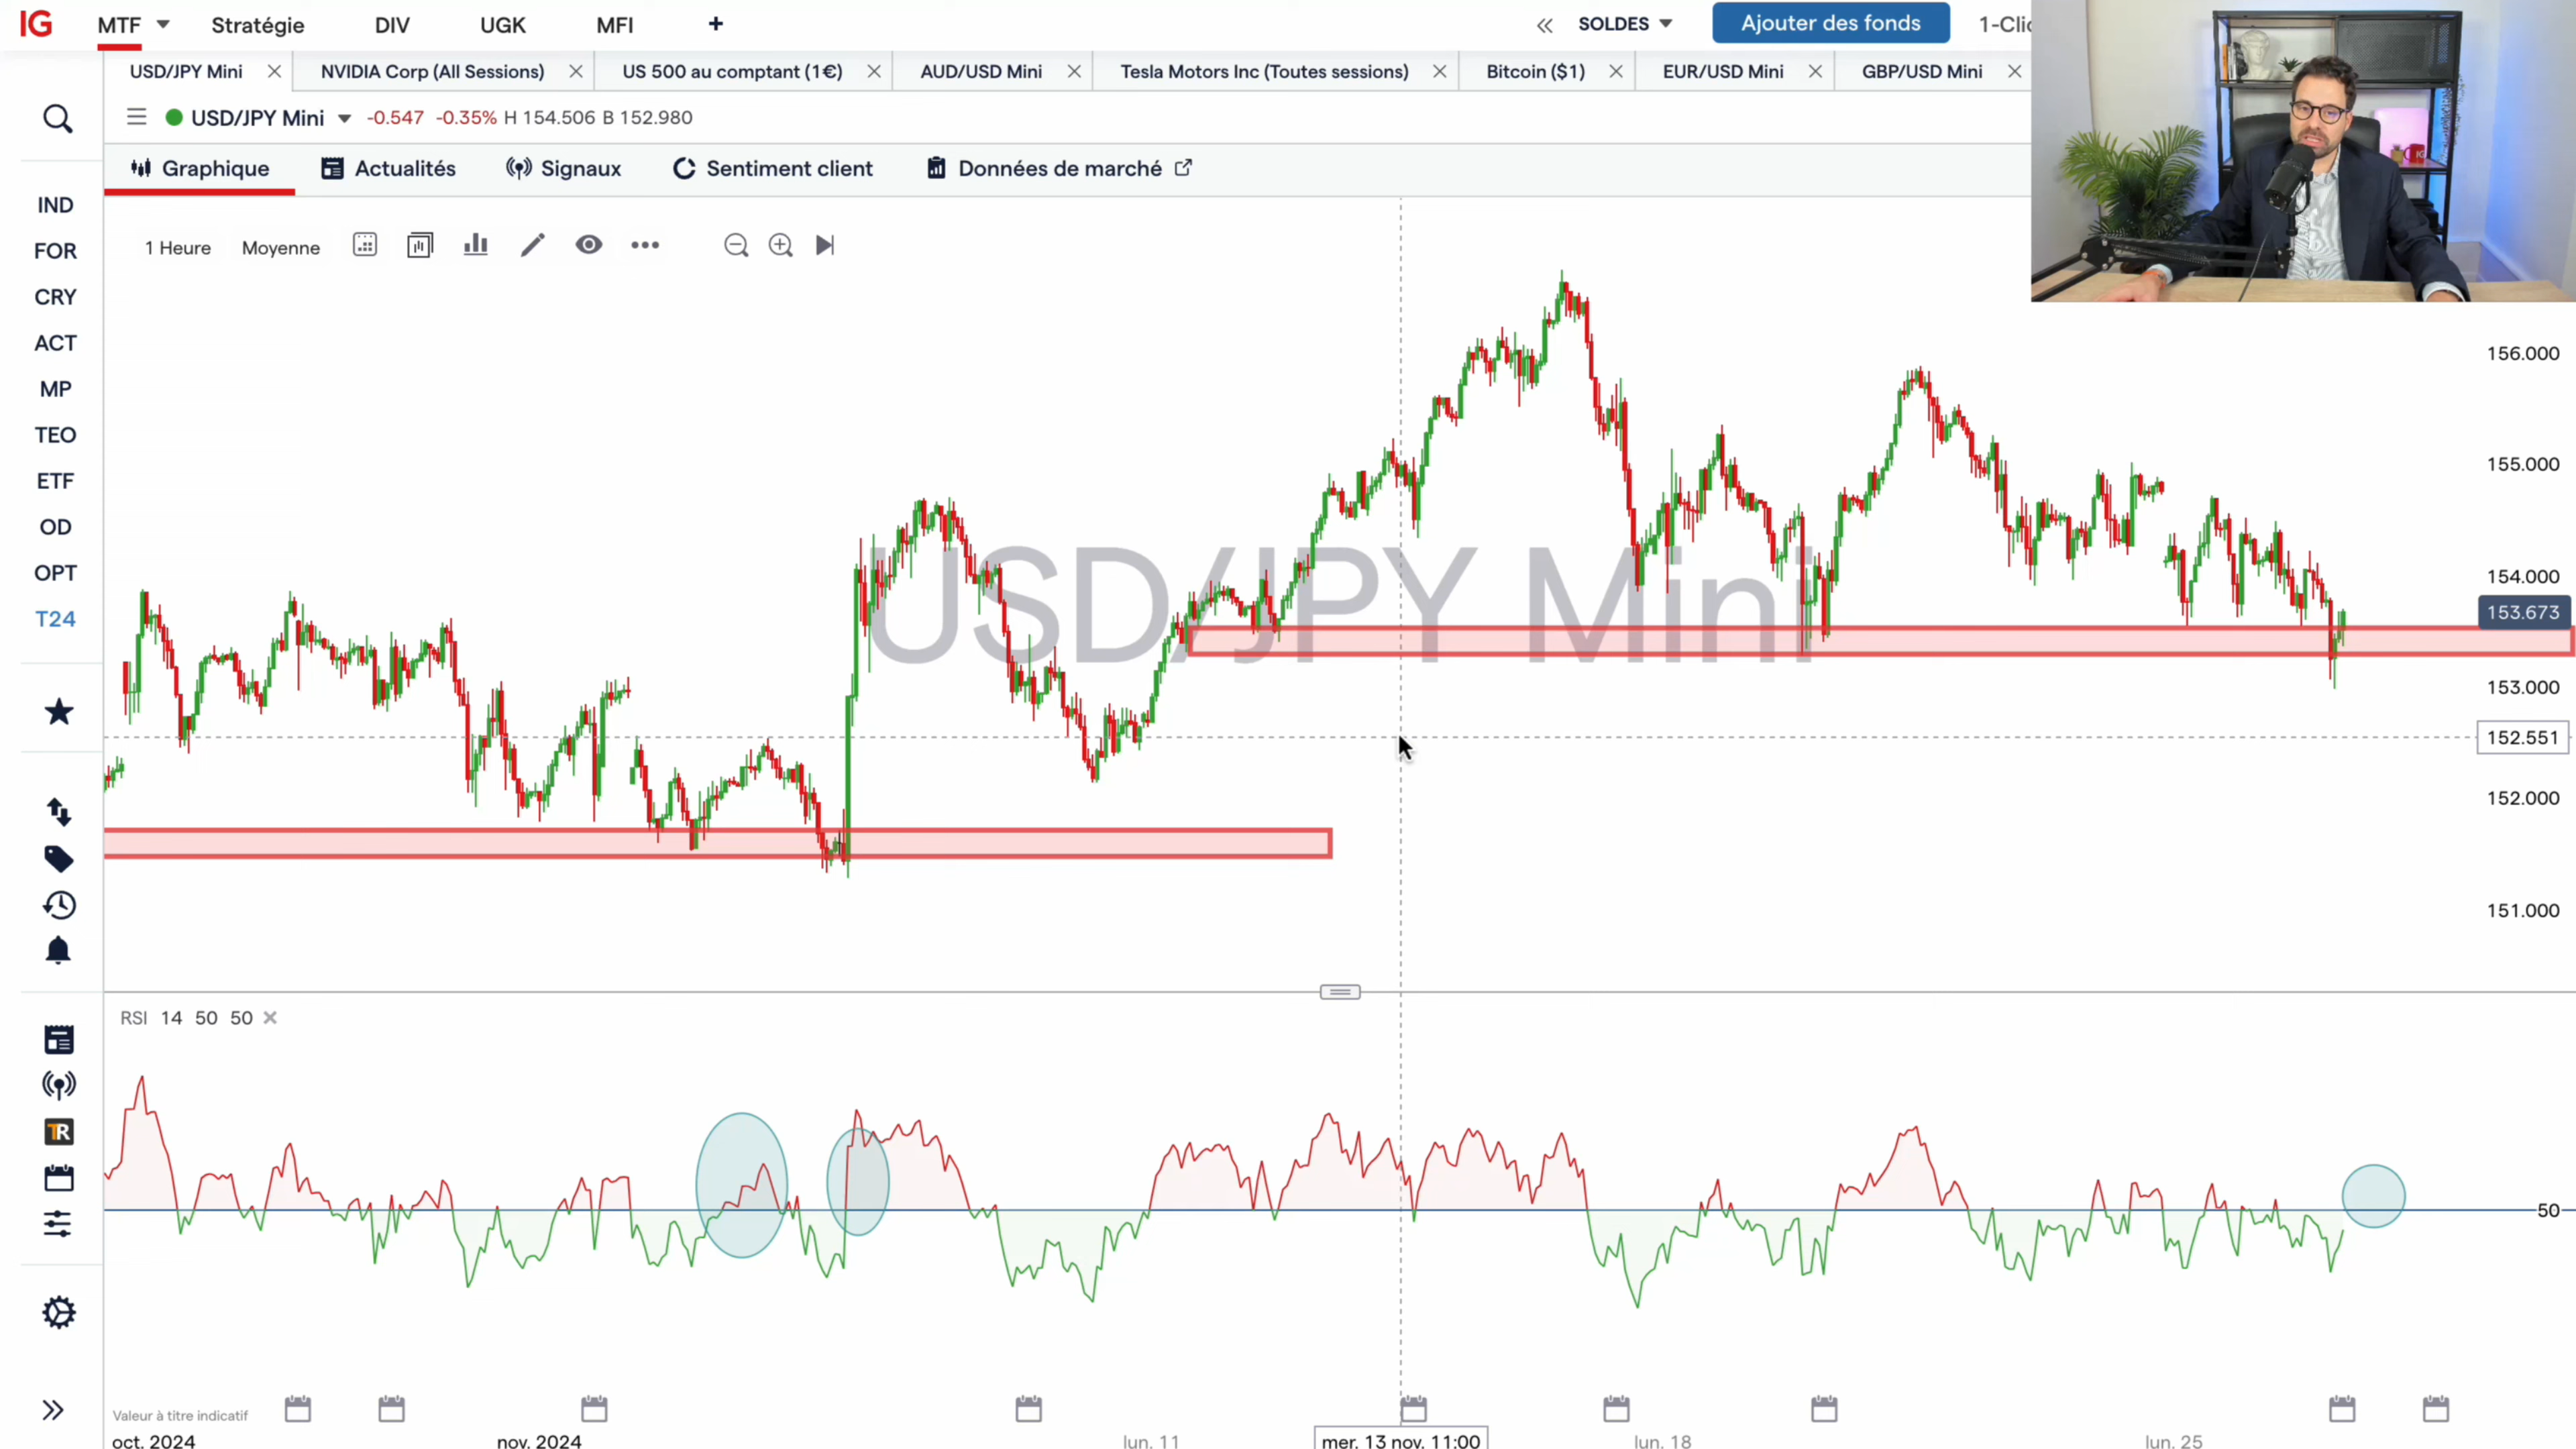 IG MTF Stratégie DIV UGK MFI + SOLDES Ajouter des fonds 1-Clic
USD/JPY Mini NVIDIA Corp (All Sessions) US 500 au comptant (1€) AUD/USD Mini Tesla Motors Inc (Toutes sessions) Bitcoin ($1) EUR/USD Mini GBP/USD Mini
USD/JPY Mini -0.547 -0.35% H 154.506 B 152.980
Graphique Actualités Signaux Sentiment client Données de marché
1 Heure Moyenne
IND
FOR
CRY
ACT
MP
TEO
ETF
OD
OPT
T24
TR
USD/JPY Mini
156.000
155.000
154.000
153.673
153.000
152.551
152.000
151.000
RSI 14 50 50
50
Valeur à titre indicatif
oct. 2024 nov. 2024 lun. 11 mer. 13 nov. 11:00 lun. 18 lun. 25